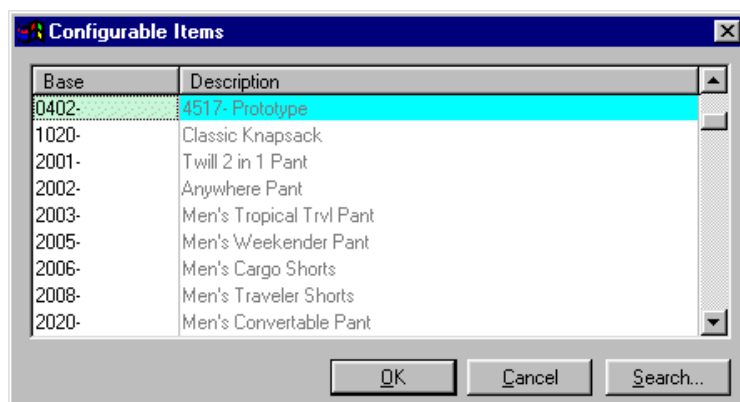 Configurable Items
Base Description
0402- 4517- Prototype
1020- Classic Knapsack
2001- Twill 2 in 1 Pant
2002- Anywhere Pant
2003- Men's Tropical Trvl Pant
2005- Men's Weekender Pant
2006- Men's Cargo Shorts
2008- Men's Traveler Shorts
2020- Men's Convertable Pant
OK Cancel Search...